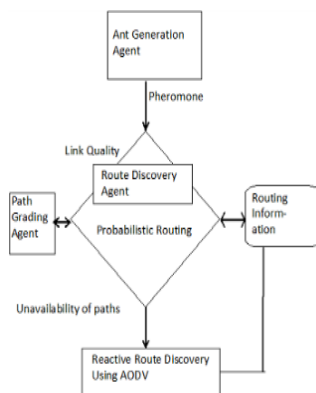 Ant Generation
Agent
Pheromone
Link Quality
Route Discovery
Agent
Path
Grading
Agent
Probabilistic Routing
Routing
Inform-
ation
Unavailability of paths
Reactive Route Discovery
Using AODV